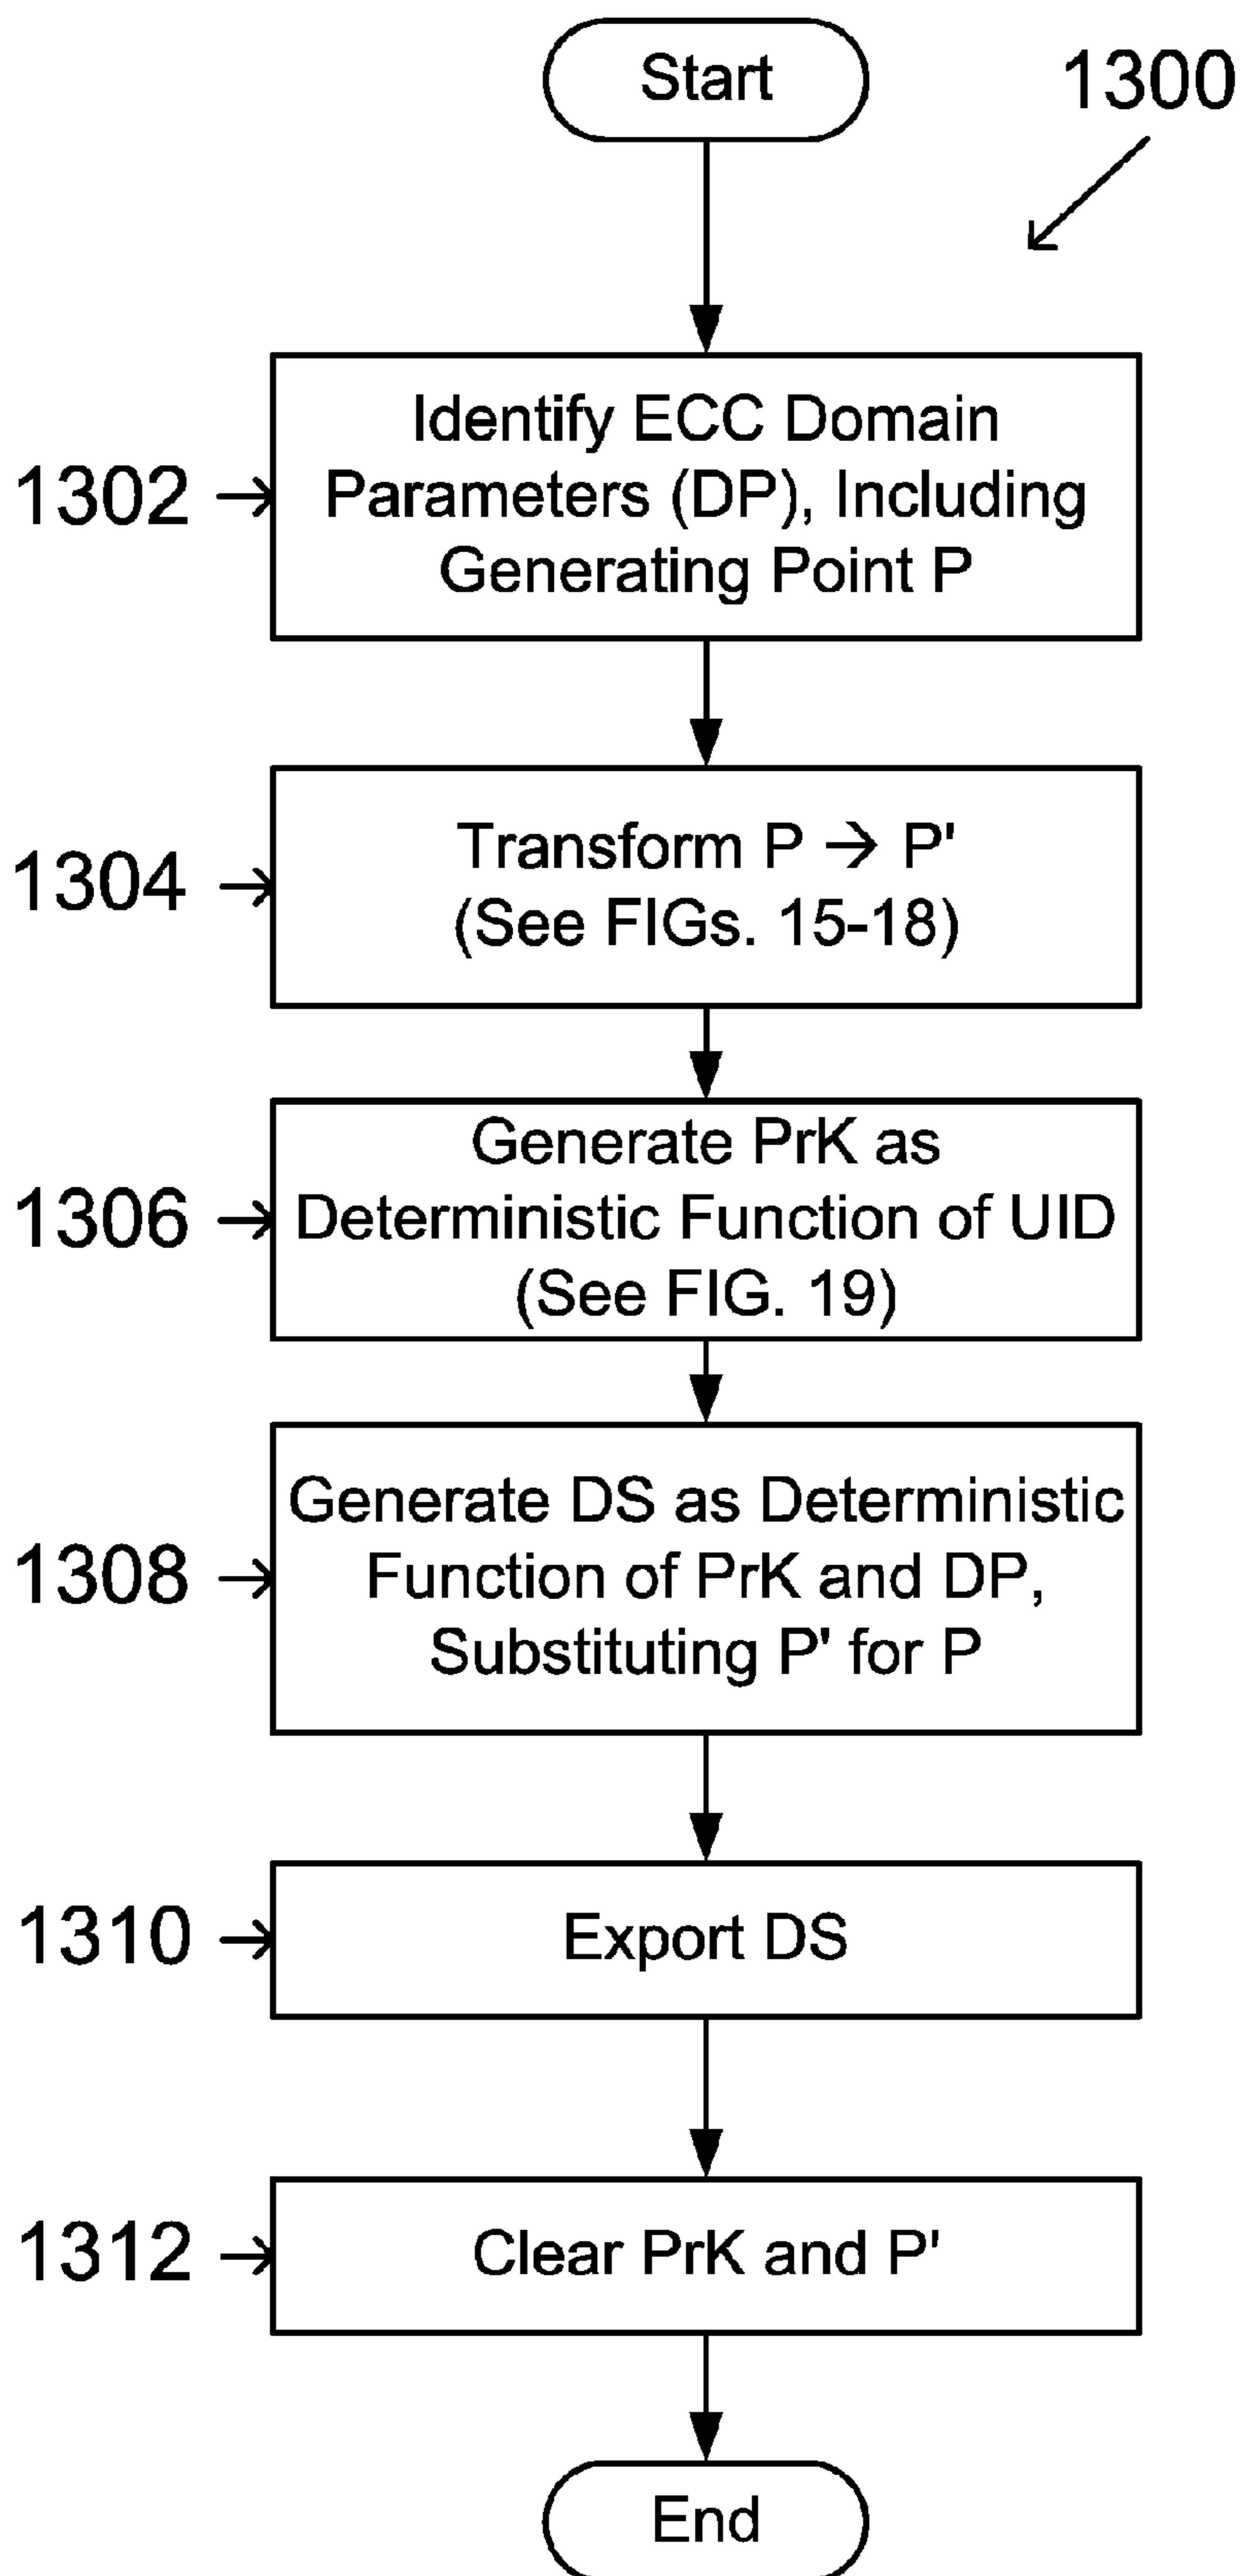 Start
1300
1302
Identify ECC Domain
Parameters (DP), Including
Generating Point P
1304
Transform P → P'
(See FIGs. 15-18)
1306
Generate PrK as
Deterministic Function of UID
(See FIG. 19)
1308
Generate DS as Deterministic
Function of PrK and DP,
Substituting P' for P
1310
Export DS
1312
Clear PrK and P'
End